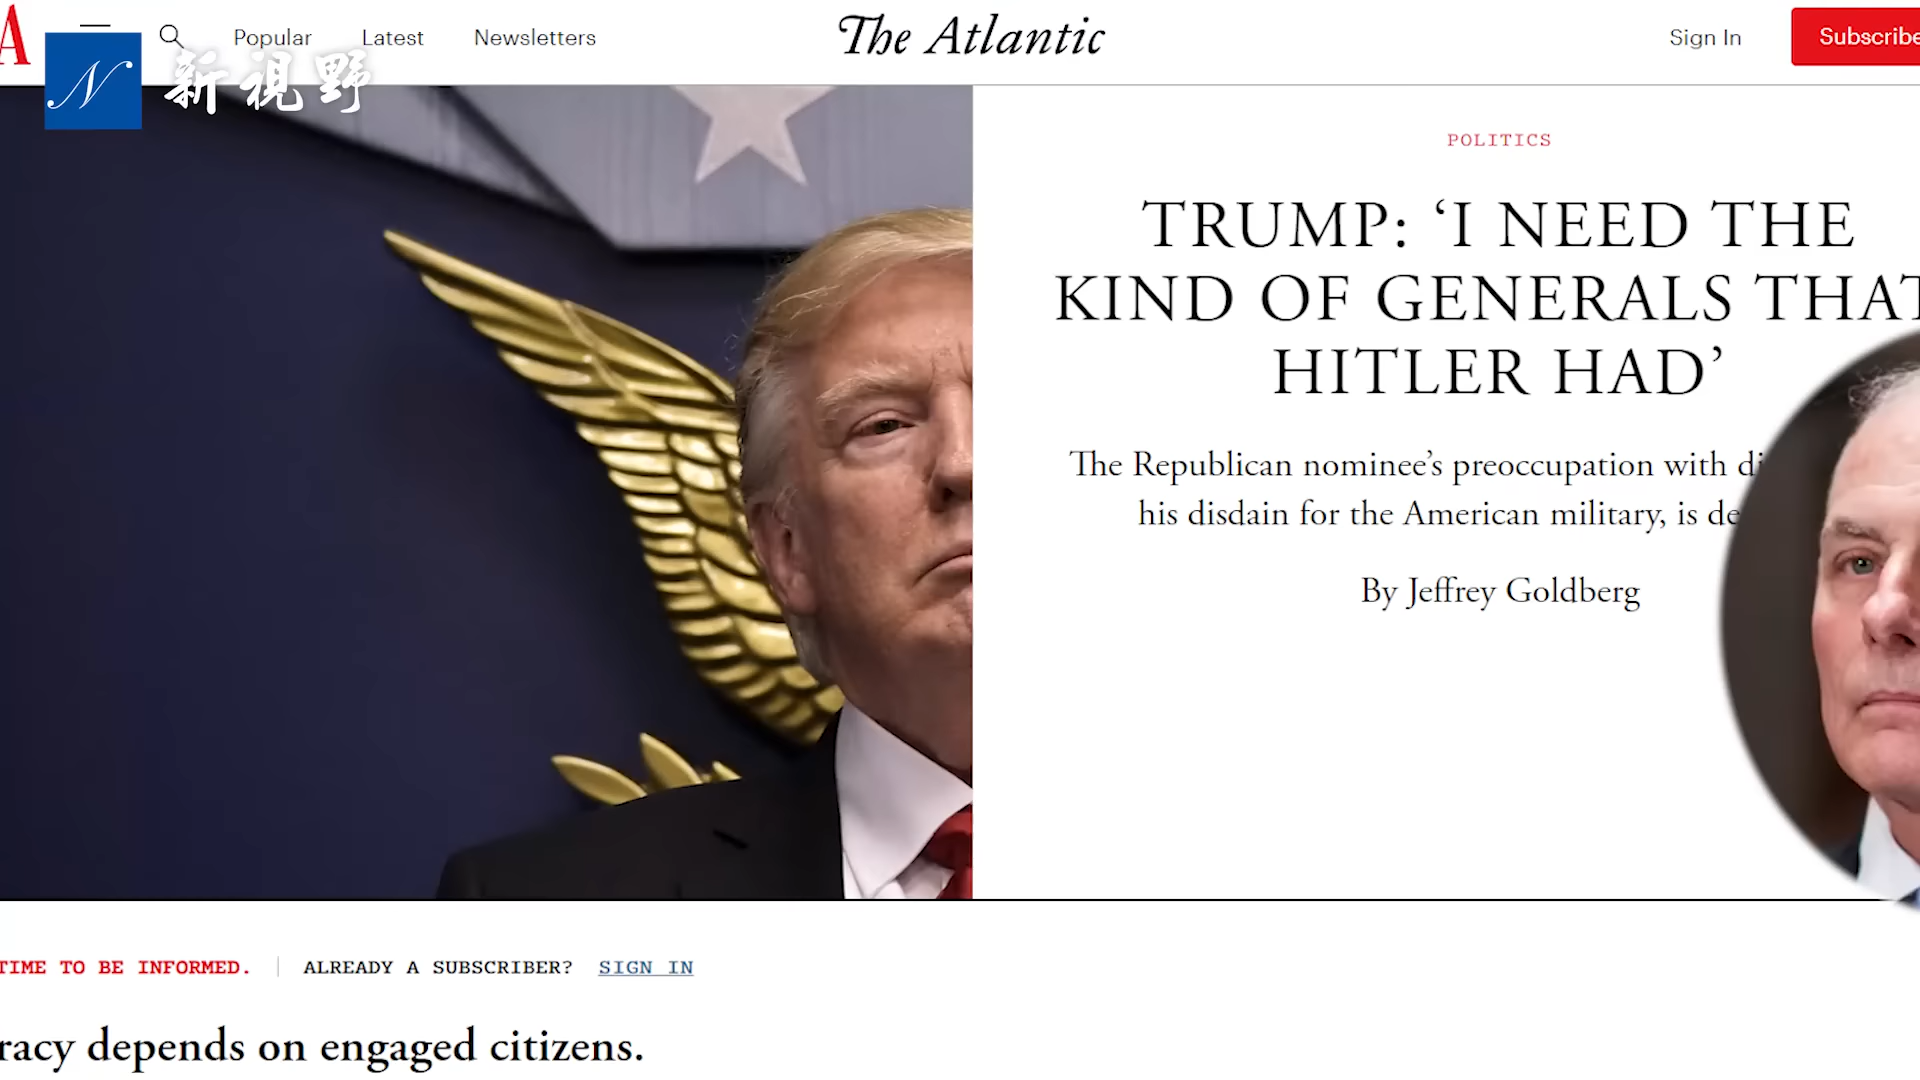 A
Popular
Latest
Newsletters
The Atlantic
Sign In
Subscribe
N 新視野
POLITICS
TRUMP: ‘I NEED THE
KIND OF GENERALS THAT
HITLER HAD’
The Republican nominee’s preoccupation with di
his disdain for the American military, is de
By Jeffrey Goldberg
TIME TO BE INFORMED.
ALREADY A SUBSCRIBER? SIGN IN
racy depends on engaged citizens.